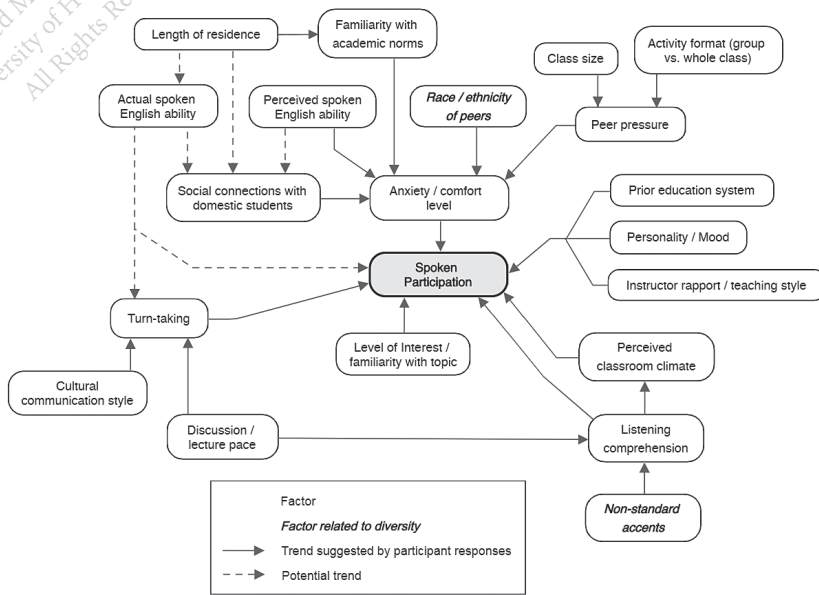 Length of residence
Familiarity with
academic norms
Class size
Activity format (group
vs. whole class)
Actual spoken
English ability
Perceived spoken
English ability
Race / ethnicity
of peers
Peer pressure
Social connections with
domestic students
Anxiety / comfort
level
Prior education system
Personality / Mood
Instructor rapport / teaching style
Spoken
Participation
Turn-taking
Level of Interest /
familiarity with topic
Perceived
classroom climate
Cultural
communication style
Discussion /
lecture pace
Listening
comprehension
Non-standard
accents
Factor
Factor related to diversity
Trend suggested by participant responses
Potential trend
All Rights Re